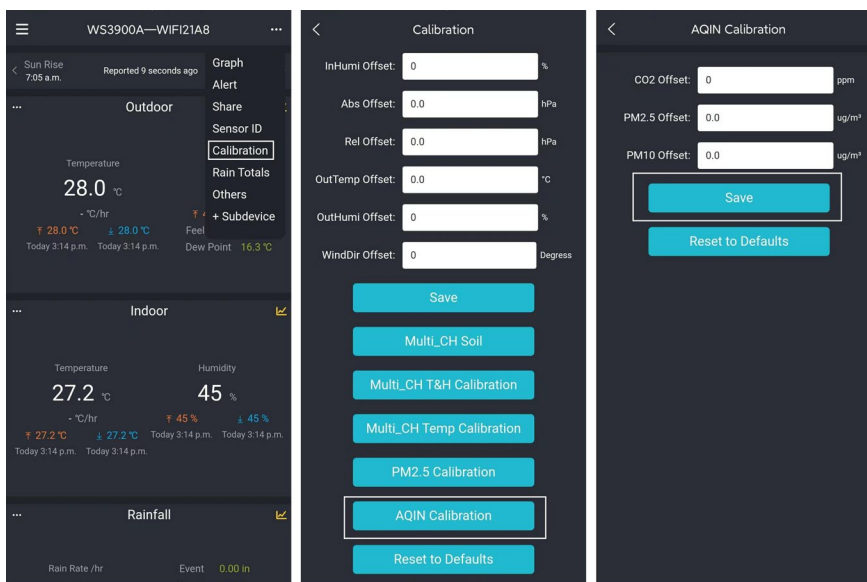 WS3900A—WIFI21A8
Sun Rise
7:05 a.m.
Reported 9 seconds ago
Graph
Alert
Share
Sensor ID
Calibration
Rain Totals
Others
+ Subdevice
Outdoor
Temperature
28.0 ℃
- ℃/hr
28.0 ℃ 28.0 ℃ Feel
Today 3:14 p.m. Today 3:14 p.m. Dew Point 16.3 ℃
Indoor
Temperature Humidity
27.2 ℃ 45 %
- ℃/hr 45 % 45 %
27.2 ℃ 27.2 ℃ Today 3:14 p.m. Today 3:14 p.m.
Today 3:14 p.m. Today 3:14 p.m.
Rainfall
Rain Rate /hr Event 0.00 in
Calibration
InHumi Offset: 0 %
Abs Offset: 0.0 hPa
Rel Offset: 0.0 hPa
OutTemp Offset: 0.0 °C
OutHumi Offset: 0 %
WindDir Offset: 0 Degress
Save
Multi_CH Soil
Multi_CH T&H Calibration
Multi_CH Temp Calibration
PM2.5 Calibration
AQIN Calibration
Reset to Defaults
AQIN Calibration
CO2 Offset: 0 ppm
PM2.5 Offset: 0.0 ug/m³
PM10 Offset: 0.0 ug/m³
Save
Reset to Defaults